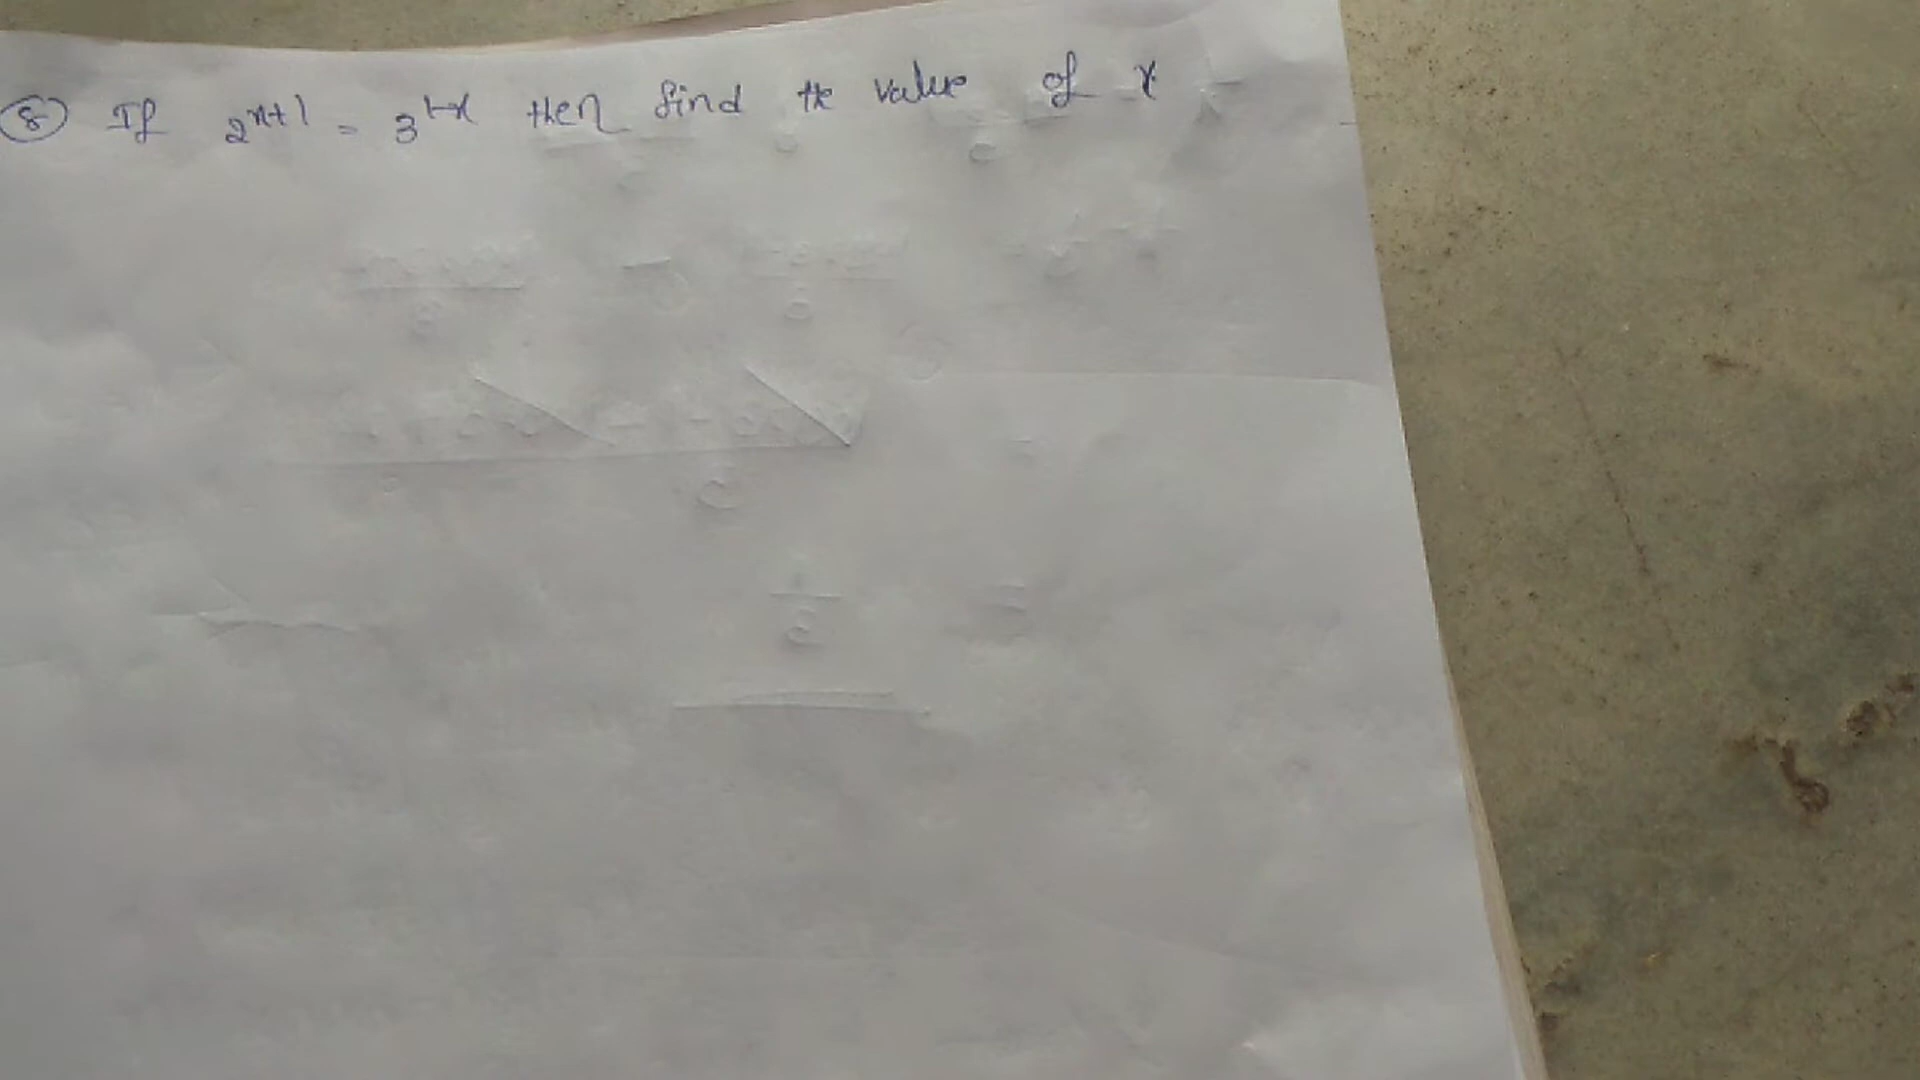 ⑧ If 2^{x+1} = 3^{1-x} then find the value of x